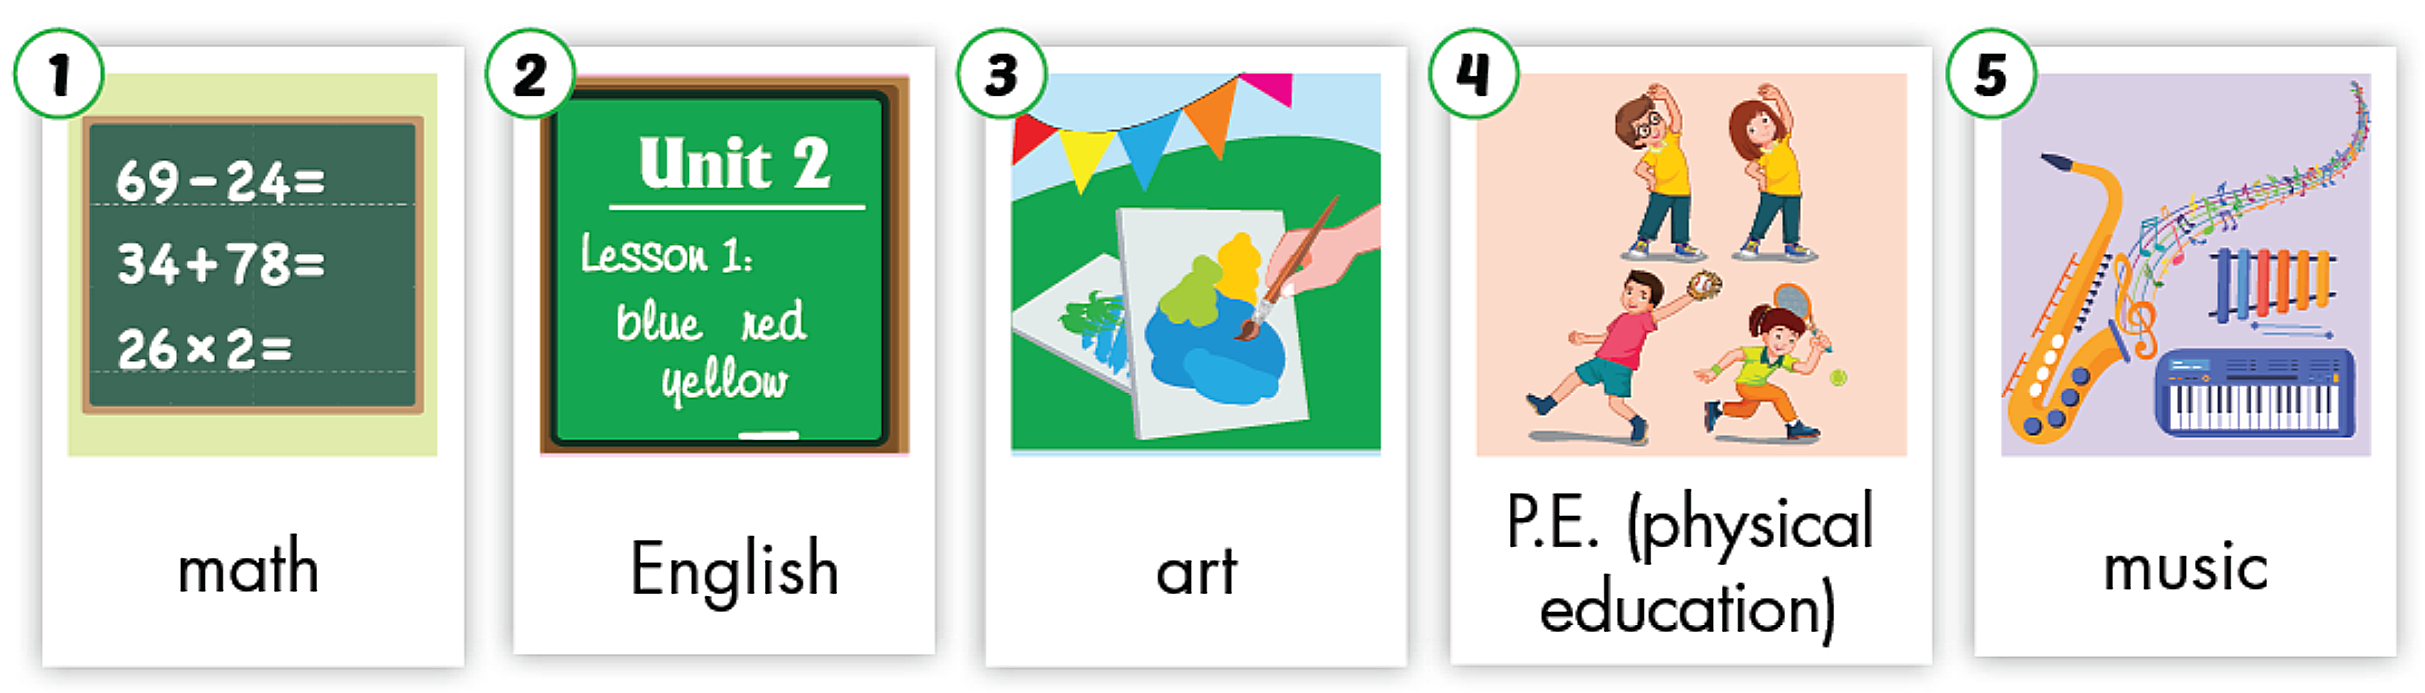 1
69-24=
34+78=
26×2=
math
2
Unit 2
Lesson 1:
blue red
yellow
English
3
art
4
P.E. (physical
education)
5
music